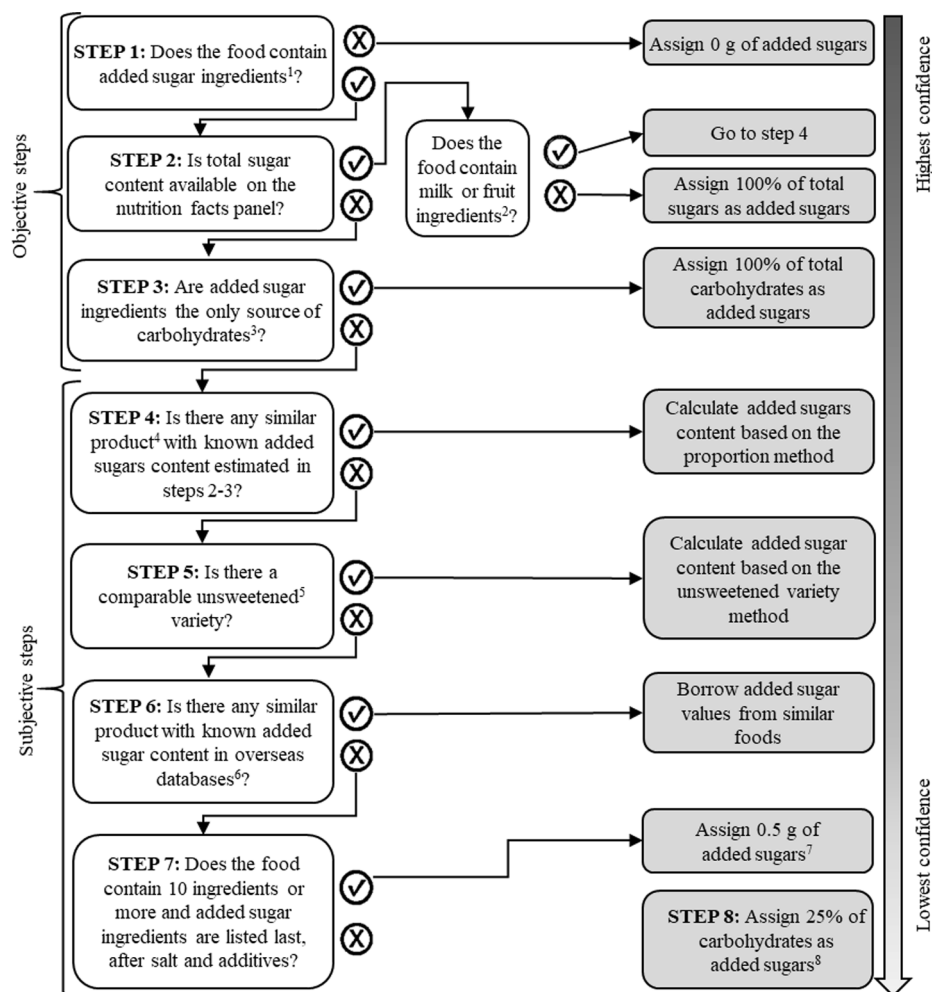 STEP 1: Does the food contain
added sugar ingredients1?
Assign 0 g of added sugars
STEP 2: Is total sugar
content available on the
nutrition facts panel?
Does the
food contain
milk or fruit
ingredients2?
Go to step 4
Assign 100% of total
sugars as added sugars
STEP 3: Are added sugar
ingredients the only source of
carbohydrates3?
Assign 100% of total
carbohydrates as
added sugars
STEP 4: Is there any similar
product4 with known added
sugars content estimated in
steps 2-3?
Calculate added sugars
content based on the
proportion method
STEP 5: Is there a
comparable unsweetened5
variety?
Calculate added sugar
content based on the
unsweetened variety
method
STEP 6: Is there any similar
product with known added
sugar content in overseas
databases6?
Borrow added sugar
values from similar
foods
STEP 7: Does the food
contain 10 ingredients or
more and added sugar
ingredients are listed last,
after salt and additives?
Assign 0.5 g of
added sugars7
STEP 8: Assign 25% of
carbohydrates as
added sugars8
Objective steps
Subjective steps
Highest confidence
Lowest confidence